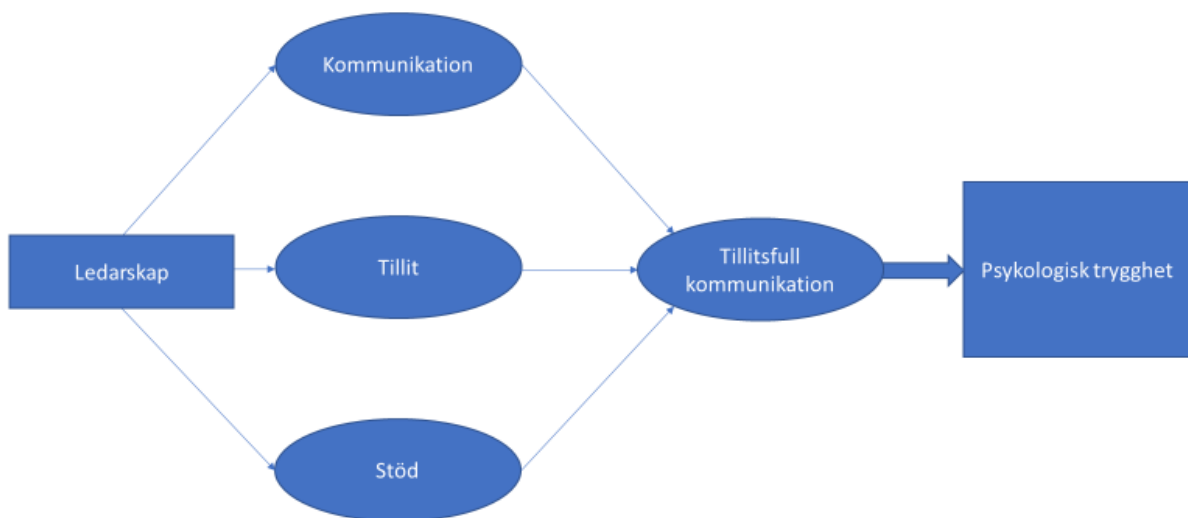 Kommunikation
Ledarskap
Tillit
Tillitsfull
kommunikation
Psykologisk trygghet
Stöd